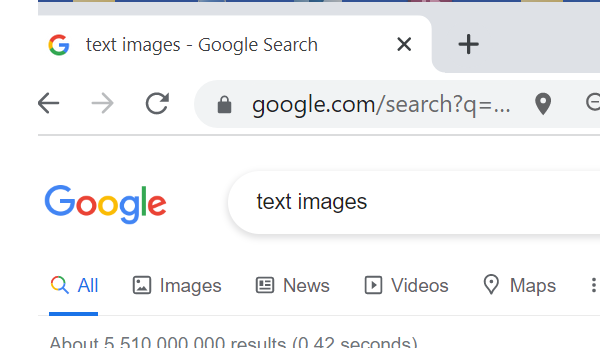 text images - Google Search
google.com/search?q=...
Google
text images
All Images News Videos Maps
About 5,510,000,000 results (0.42 seconds)